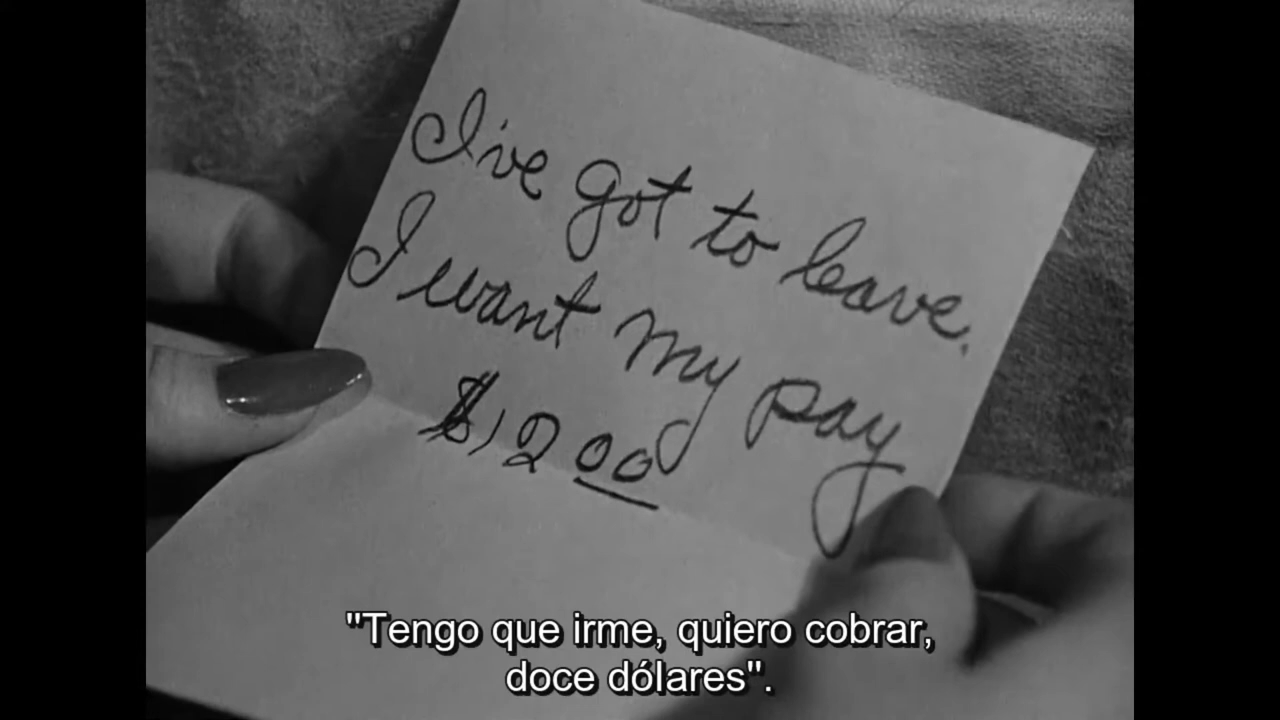 I've got to leave.
I want my pay
$12 00
"Tengo que irme, quiero cobrar,
doce dólares".